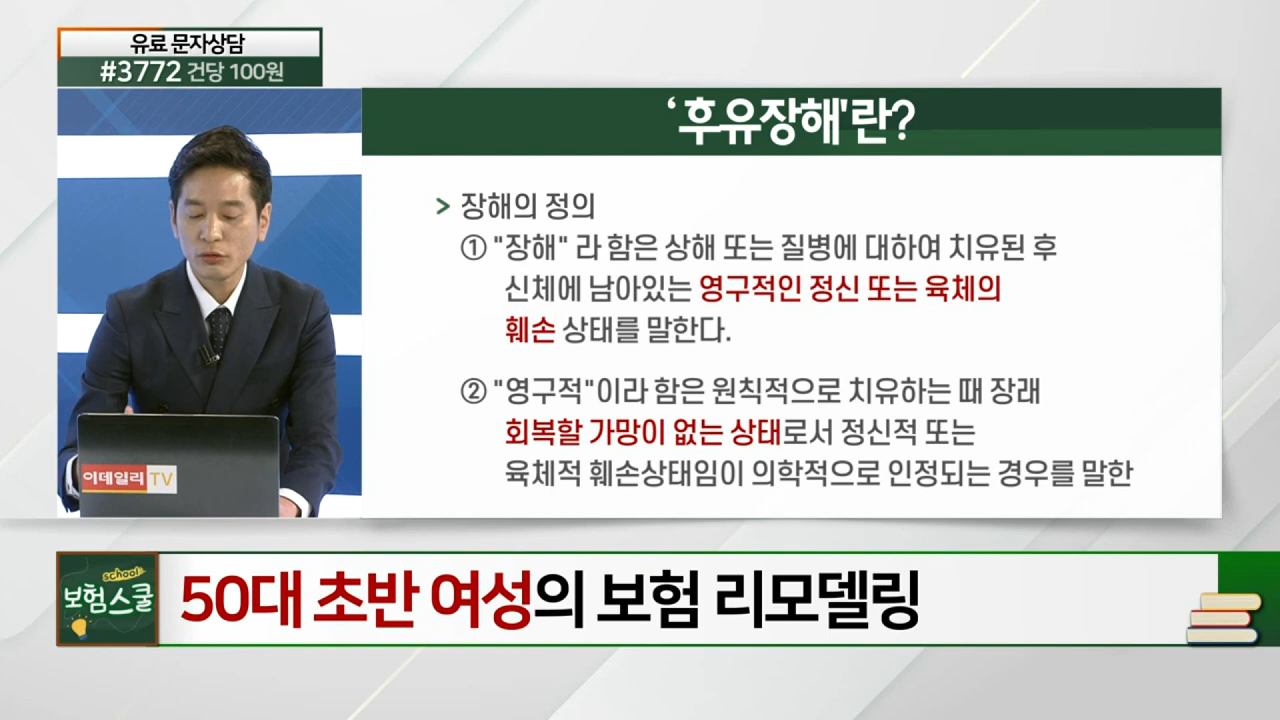 유료 문자상담
#3772 건당 100원
‘후유장해'란?
> 장해의 정의
① "장해" 라 함은 상해 또는 질병에 대하여 치유된 후
신체에 남아있는 영구적인 정신 또는 육체의
훼손 상태를 말한다.
② "영구적"이라 함은 원칙적으로 치유하는 때 장래
회복할 가망이 없는 상태로서 정신적 또는
육체적 훼손상태임이 의학적으로 인정되는 경우를 말한
이데일리 TV
school
보험스쿨
50대 초반 여성의 보험 리모델링